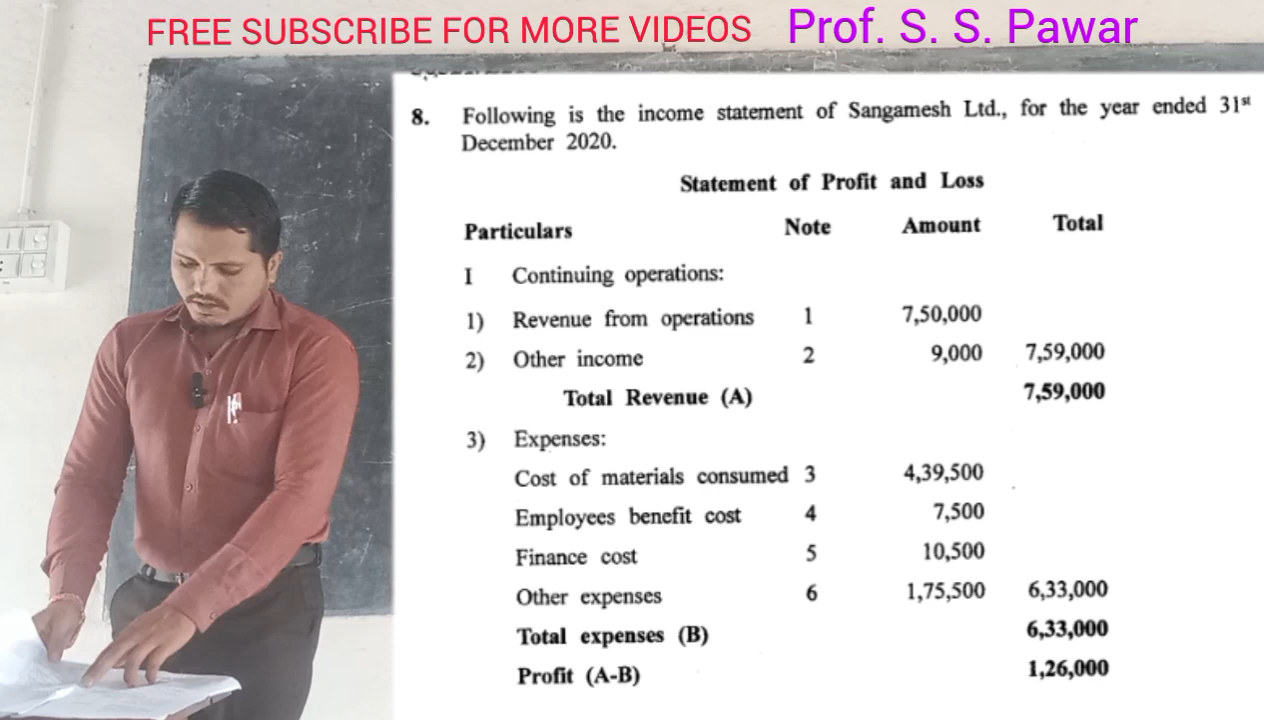 FREE SUBSCRIBE FOR MORE VIDEOS Prof. S. S. Pawar
8. Following is the income statement of Sangamesh Ltd., for the year ended 31st
December 2020.
Statement of Profit and Loss
Particulars Note Amount Total
I Continuing operations:
1) Revenue from operations 1 7,50,000
2) Other income 2 9,000 7,59,000
Total Revenue (A) 7,59,000
3) Expenses:
Cost of materials consumed 3 4,39,500
Employees benefit cost 4 7,500
Finance cost 5 10,500
Other expenses 6 1,75,500 6,33,000
Total expenses (B) 6,33,000
Profit (A-B) 1,26,000